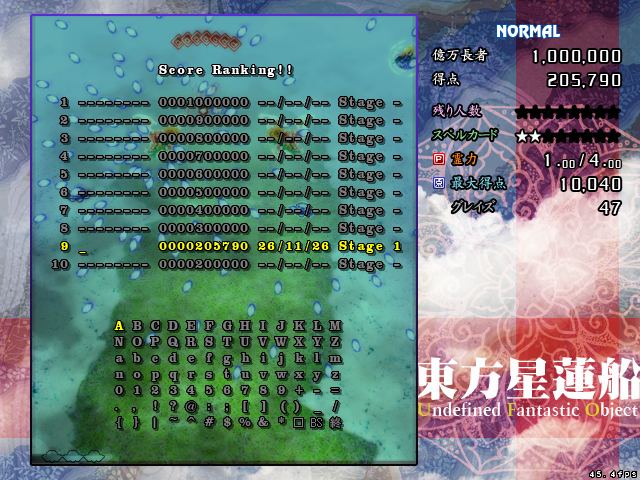 Score Ranking!!
1 -------- 0001000000 --/--/-- Stage -
2 -------- 0000900000 --/--/-- Stage -
3 -------- 0000800000 --/--/-- Stage -
4 -------- 0000700000 --/--/-- Stage -
5 -------- 0000600000 --/--/-- Stage -
6 -------- 0000500000 --/--/-- Stage -
7 -------- 0000400000 --/--/-- Stage -
8 -------- 0000300000 --/--/-- Stage -
9 _ 0000205790 26/11/26 Stage 1
10 -------- 0000200000 --/--/-- Stage -
A B C D E F G H I J K L M
N O P Q R S T U V W X Y Z
a b c d e f g h i j k l m
n o p q r s t u v w x y z
0 1 2 3 4 5 6 7 8 9 + - =
. , ! ? @ : ; [ ] ( ) _ /
{ } | ~ ^ # $ % & * □ BS 終
NORMAL
億万長者 1,000,000
得点 205,790
残り人数
スペルカード ★★
P 霊力 1.00/4.00
点 最大得点 10,040
グレイズ 47
東方星蓮船
Undefined Fantastic Object
45.4fps